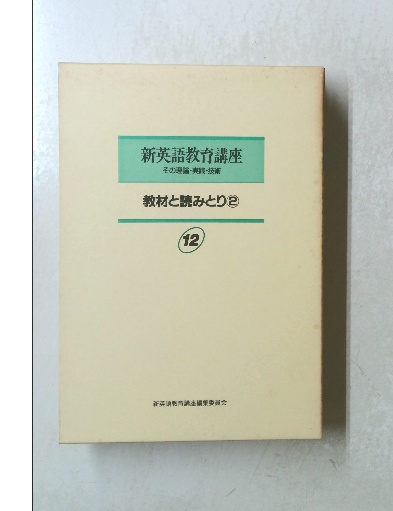 新英語教育講座
その理論・実践・技術
教材と読みとり②
12
新英語教育講座編集委員会